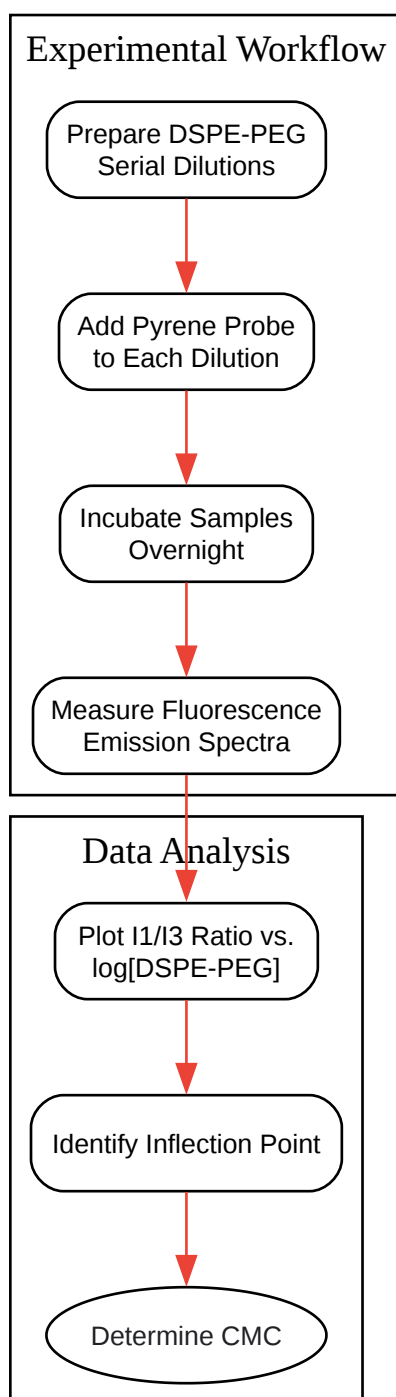 Experimental Workflow
Prepare DSPE-PEG
Serial Dilutions
Add Pyrene Probe
to Each Dilution
Incubate Samples
Overnight
Measure Fluorescence
Emission Spectra
Data Analysis
Plot I1/I3 Ratio vs.
log[DSPE-PEG]
Identify Inflection Point
Determine CMC